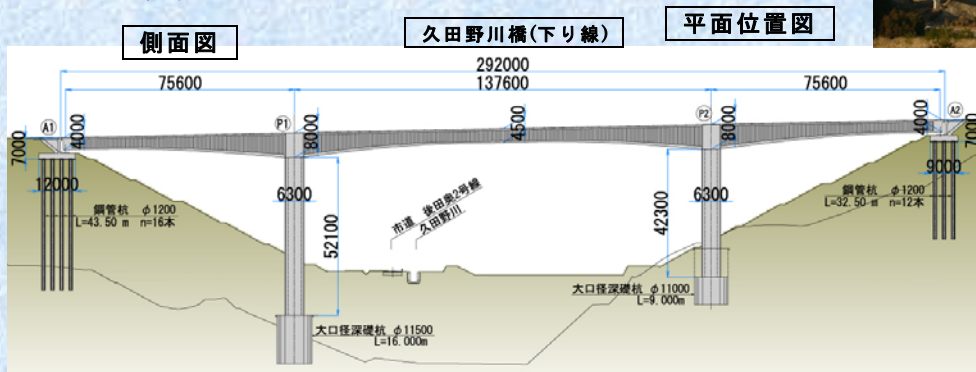 側面図
久田野川橋(下り線)
平面位置図
292000
75600
137600
75600
A1
P1
P2
A2
7000
4000
8000
4500
8000
4000
7000
12000
6300
6300
9000
鋼管杭 φ1200
L=43.50 m n=16本
52100
市道 後田奥2号線
久田野川
42300
鋼管杭 φ1200
L=32.50 m n=12本
大口径深礎杭 φ11500
L=16.000m
大口径深礎杭 φ11000
L=9.000m